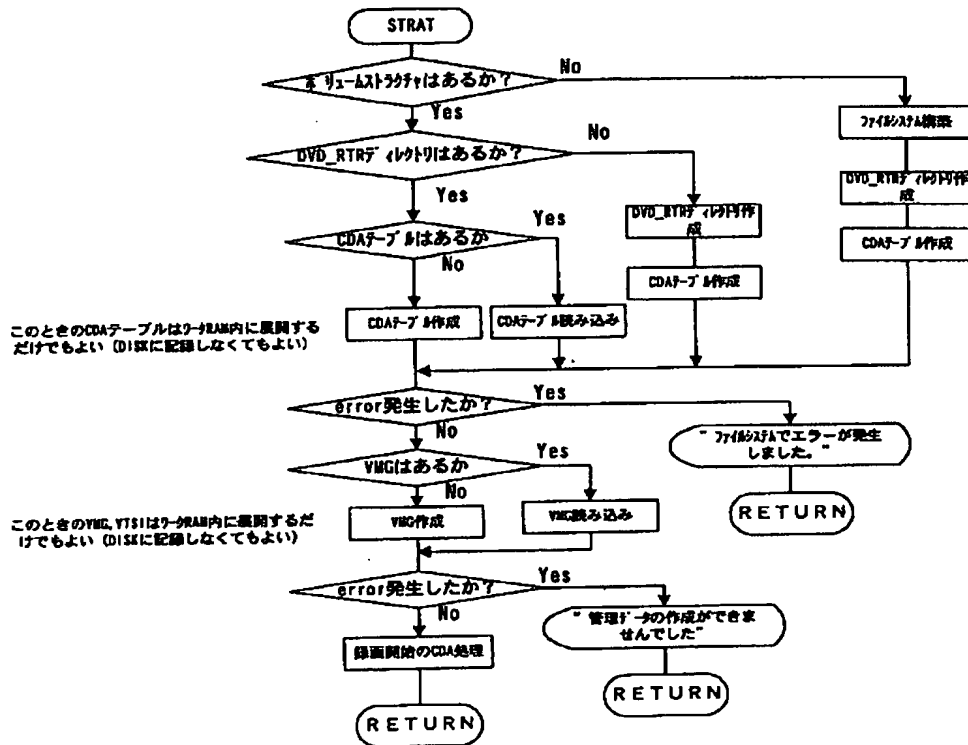 STRAT
ボリュームストラクチャはあるか？
No
Yes
ファイルシステム構築
DVD_RTRディレクトリはあるか？
No
Yes
DVD_RTRディレクトリ作
成
DVD_RTRディレクトリ作
成
CDAテーブルはあるか
Yes
No
CDAテーブル作成
CDAテーブル作成
このときのCDAテーブルはワークRAM内に展開する
だけでもよい（DISKに記録しなくてもよい）
CDAテーブル作成
CDAテーブル読み込み
error発生したか？
Yes
No
" ファイルシステムでエラーが発生
しました。"
VMGはあるか
Yes
No
RETURN
このときのVMG,VTSIはワークRAM内に展開するだ
けでもよい（DISKに記録しなくてもよい）
VMG作成
VMG読み込み
error発生したか？
Yes
No
" 管理データの作成ができま
せんでした"
録画開始のCDA処理
RETURN
RETURN